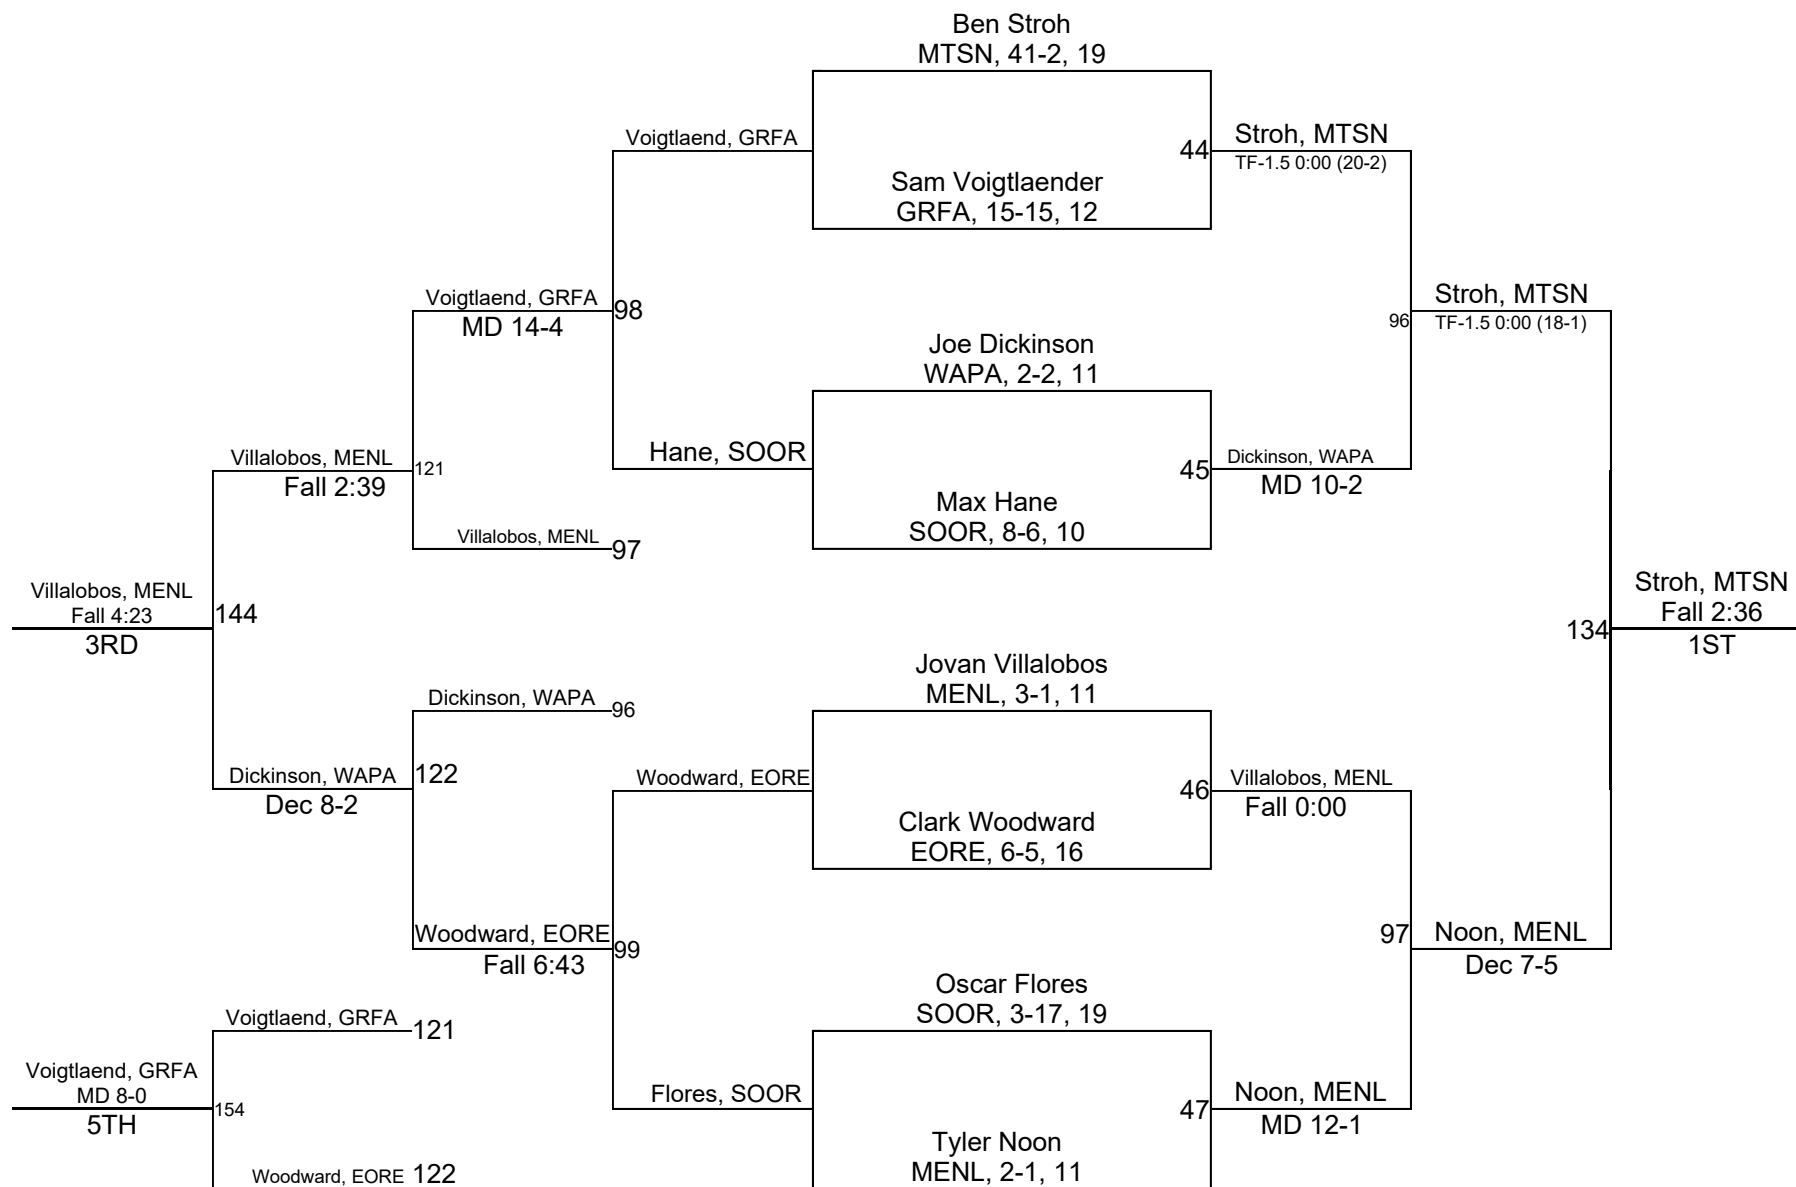 Ben Stroh
MTSN, 41-2, 19
Voigtlaend, GRFA
44
Stroh, MTSN
TF-1.5 0:00 (20-2)
Sam Voigtlaender
GRFA, 15-15, 12
Voigtlaend, GRFA
MD 14-4
98
96
Stroh, MTSN
TF-1.5 0:00 (18-1)
Joe Dickinson
WAPA, 2-2, 11
Villalobos, MENL
Fall 2:39
121
Hane, SOOR
45
Dickinson, WAPA
MD 10-2
Max Hane
SOOR, 8-6, 10
Villalobos, MENL
97
Villalobos, MENL
Fall 4:23
3RD
144
134
Stroh, MTSN
Fall 2:36
1ST
Jovan Villalobos
MENL, 3-1, 11
Dickinson, WAPA
96
Dickinson, WAPA
Dec 8-2
122
Woodward, EORE
46
Villalobos, MENL
Fall 0:00
Clark Woodward
EORE, 6-5, 16
Woodward, EORE
Fall 6:43
99
97
Noon, MENL
Dec 7-5
Oscar Flores
SOOR, 3-17, 19
Voigtlaend, GRFA
121
Voigtlaend, GRFA
MD 8-0
5TH
154
Flores, SOOR
47
Noon, MENL
MD 12-1
Tyler Noon
MENL, 2-1, 11
Woodward, EORE
122